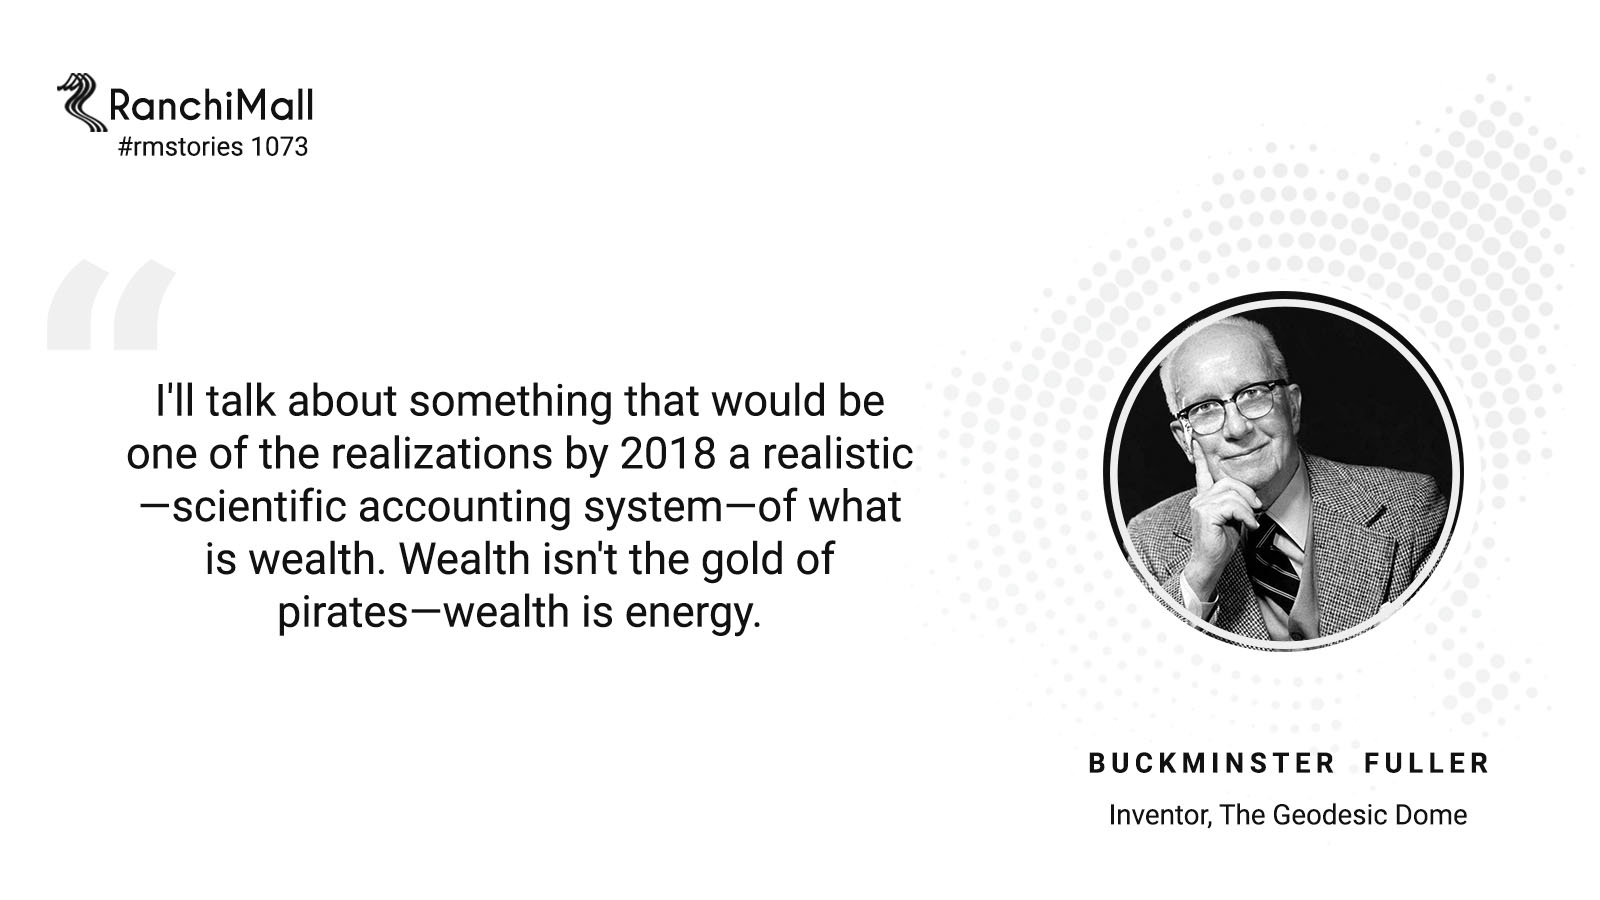 RanchiMall
#rmstories 1073
“
I'll talk about something that would be
one of the realizations by 2018 a realistic
—scientific accounting system—of what
is wealth. Wealth isn't the gold of
pirates—wealth is energy.
BUCKMINSTER FULLER
Inventor, The Geodesic Dome